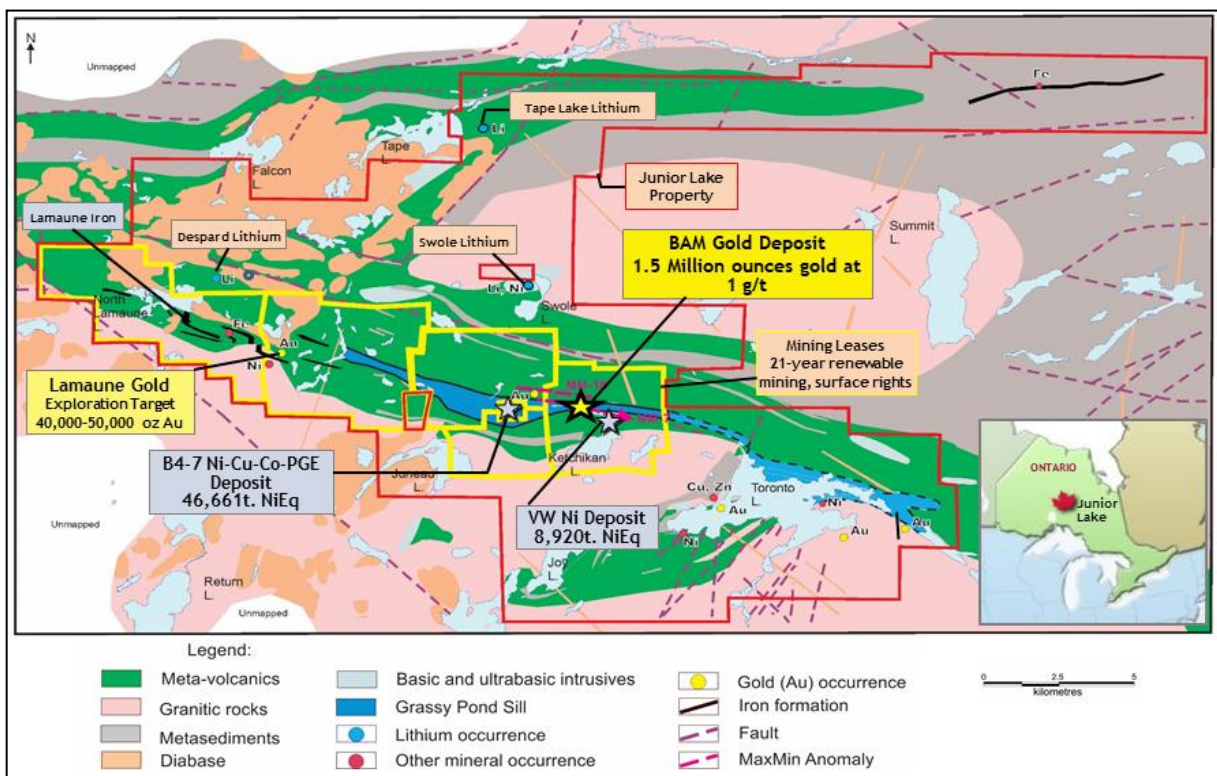 N
Unmapped
Fe
Tape Lake Lithium
Li
Tape
L.
Falcon
L.
Junior Lake
Property
Lamaune Iron
Despard Lithium
Swole Lithium
Summit
L.
BAM Gold Deposit
1.5 Million ounces gold at
1 g/t
Li
Li, Ni
North
Lamaune
L.
Swole
L.
Fe
Au
Ni
Mining Leases
21-year renewable
mining, surface rights
Lamaune Gold
Exploration Target
40,000-50,000 oz Au
Au
B4-7 Ni-Cu-Co-PGE
Deposit
46,661t. NiEq
Juneau
L.
Ketchikan
L.
VW Ni Deposit
8,920t. NiEq
Cu, Zn
Toronto
L.
Ni
Au
Au
Au
Ni
Unmapped
Joy
L.
Return
L.
Unmapped
ONTARIO
Junior
Lake
Legend:
Meta-volcanics
Granitic rocks
Metasediments
Diabase
Basic and ultrabasic intrusives
Grassy Pond Sill
Lithium occurrence
Other mineral occurrence
Gold (Au) occurrence
Iron formation
Fault
MaxMin Anomaly
0 2.5 5
kilometres